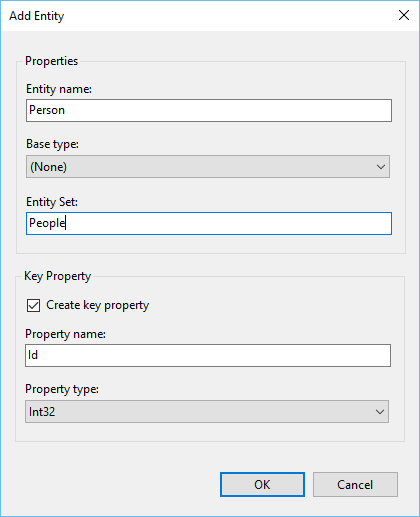 Add Entity
Properties
Entity name:
Person
Base type:
(None)
Entity Set:
People
Key Property
Create key property
Property name:
Id
Property type:
Int32
OK
Cancel